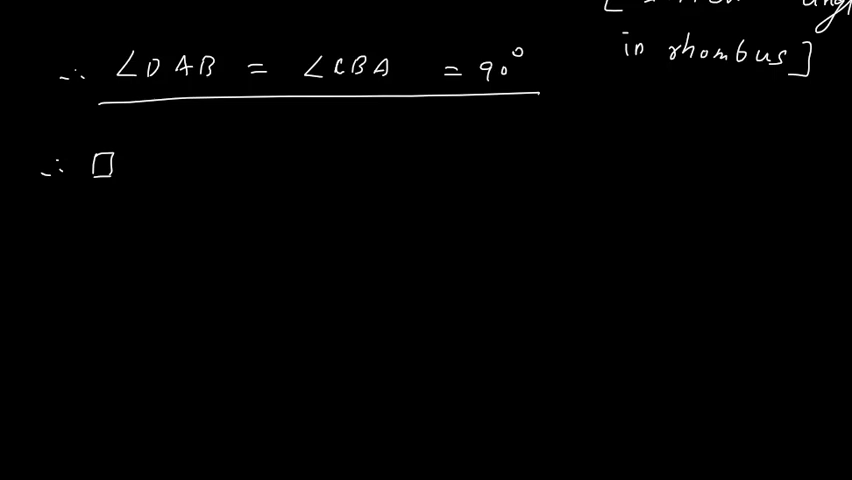 in rhombus]
∴ ∠DAB = ∠CBA = 90°
∴ □